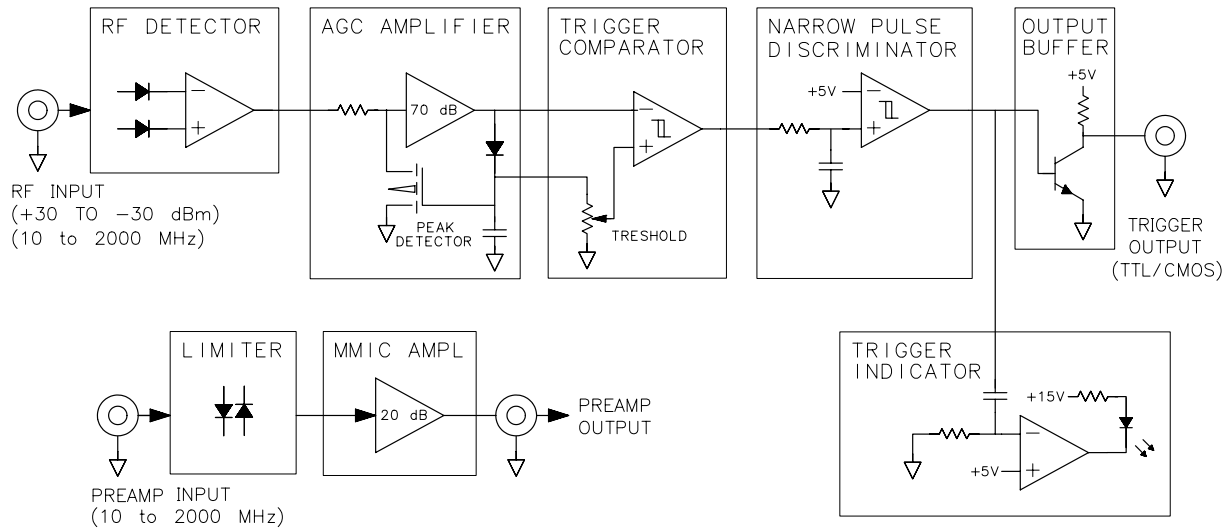 RF DETECTOR
AGC AMPLIFIER
TRIGGER
COMPARATOR
NARROW PULSE
DISCRIMINATOR
OUTPUT
BUFFER
+5V
+5V
70 dB
−
+
−
+
−
+
RF INPUT
(+30 TO −30 dBm)
(10 to 2000 MHz)
PEAK
DETECTOR
TRESHOLD
TRIGGER
OUTPUT
(TTL/CMOS)
LIMITER
MMIC AMPL
20 dB
PREAMP
OUTPUT
PREAMP INPUT
(10 to 2000 MHz)
TRIGGER
INDICATOR
+15V
−
+5V
+